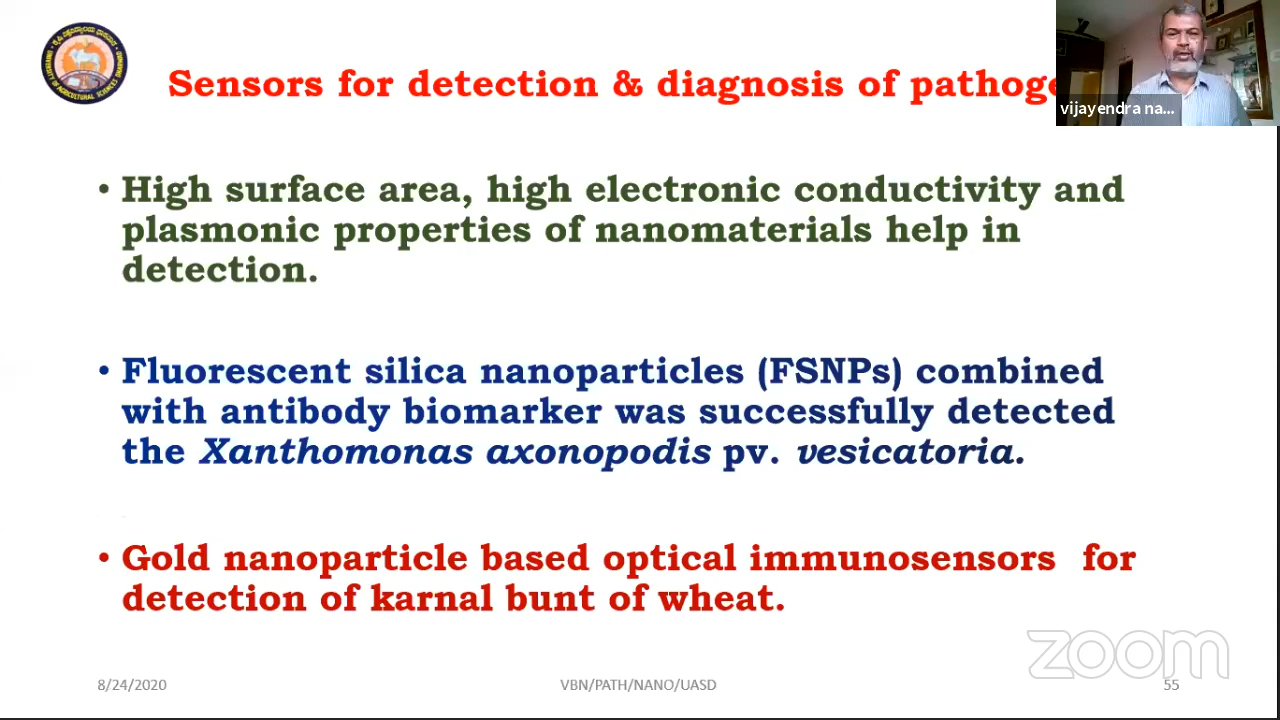 Sensors for detection & diagnosis of pathoge
vijayendra na...
• High surface area, high electronic conductivity and
plasmonic properties of nanomaterials help in
detection.
• Fluorescent silica nanoparticles (FSNPs) combined
with antibody biomarker was successfully detected
the Xanthomonas axonopodis pv. vesicatoria.
• Gold nanoparticle based optical immunosensors for
detection of karnal bunt of wheat.
zoom
8/24/2020
VBN/PATH/NANO/UASD
55